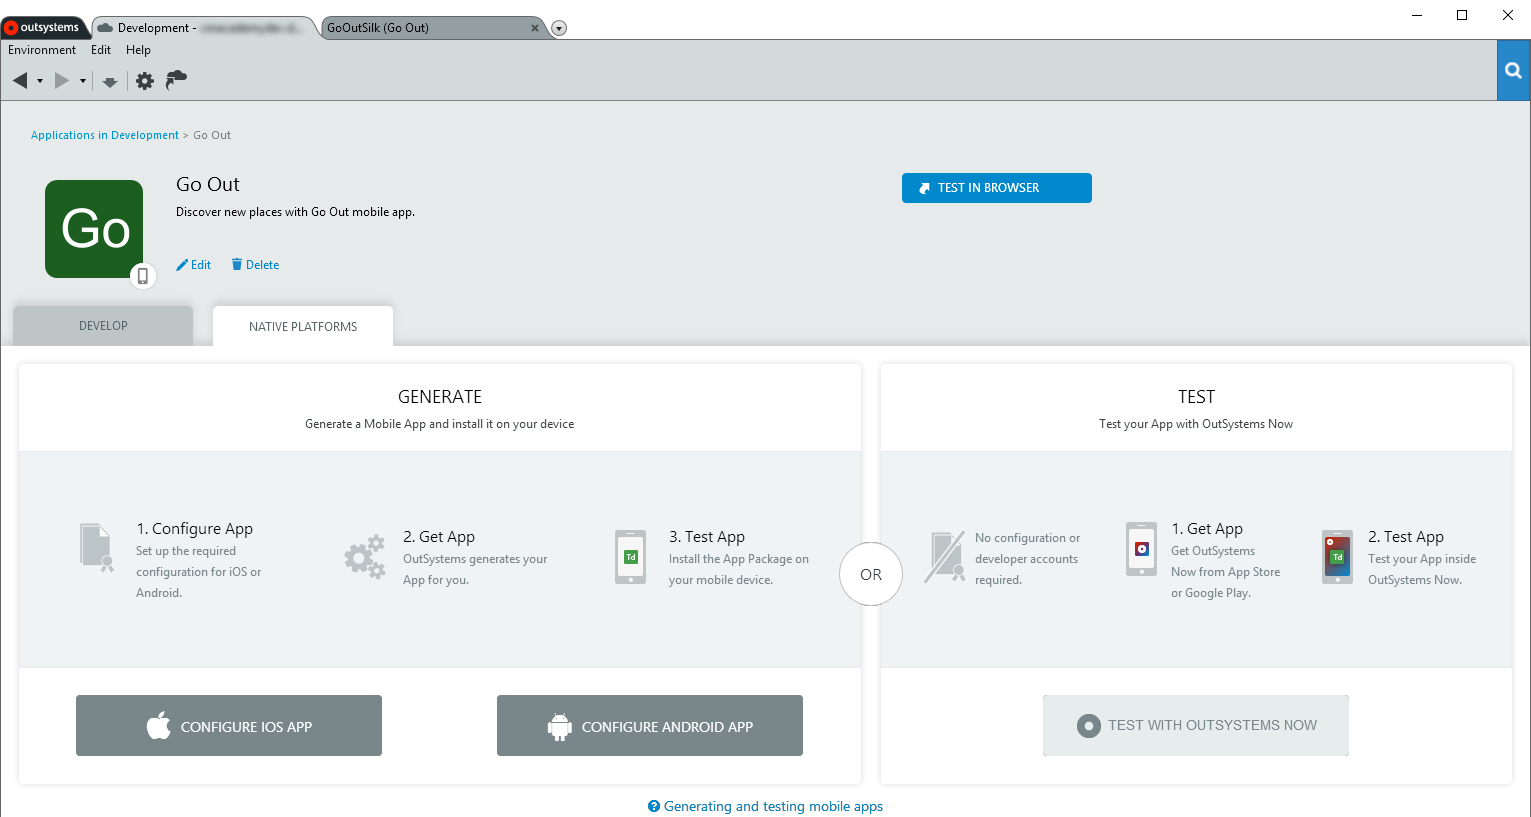 outsystems
Development -
GoOutSilk (Go Out)
Environment Edit Help
Applications in Development > Go Out
Go
Go Out
Discover new places with Go Out mobile app.
Edit Delete
TEST IN BROWSER
DEVELOP
NATIVE PLATFORMS
GENERATE
Generate a Mobile App and install it on your device
1. Configure App
Set up the required
configuration for iOS or
Android.
2. Get App
OutSystems generates your
App for you.
Td
3. Test App
Install the App Package on
your mobile device.
CONFIGURE IOS APP
CONFIGURE ANDROID APP
OR
TEST
Test your App with OutSystems Now
No configuration or
developer accounts
required.
1. Get App
Get OutSystems
Now from App Store
or Google Play.
Td
2. Test App
Test your App inside
OutSystems Now.
TEST WITH OUTSYSTEMS NOW
Generating and testing mobile apps